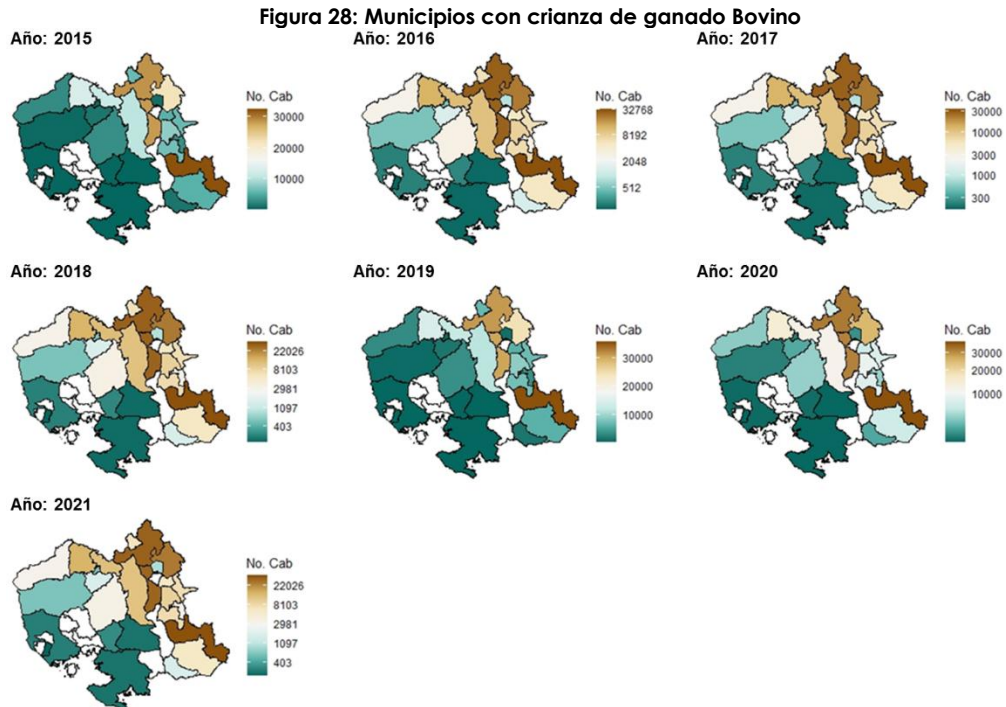 Figura 28: Municipios con crianza de ganado Bovino
Año: 2015
No. Cab
30000
20000
10000
Año: 2016
No. Cab
32768
8192
2048
512
Año: 2017
No. Cab
30000
10000
3000
1000
300
Año: 2018
No. Cab
22026
8103
2981
1097
403
Año: 2019
No. Cab
30000
20000
10000
Año: 2020
No. Cab
30000
20000
10000
Año: 2021
No. Cab
22026
8103
2981
1097
403